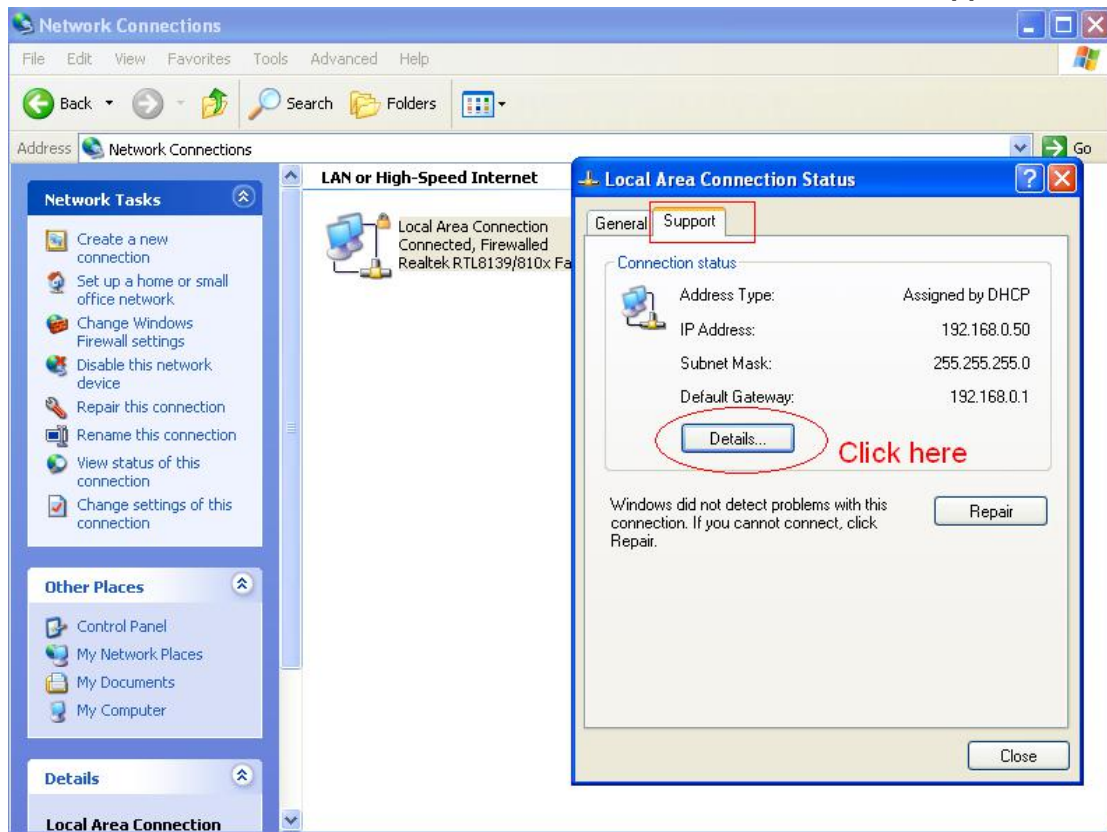 Network Connections
File Edit View Favorites Tools Advanced Help
Back Search Folders
Address Network Connections Go
Network Tasks
Create a new
connection
Set up a home or small
office network
Change Windows
Firewall settings
Disable this network
device
Repair this connection
Rename this connection
View status of this
connection
Change settings of this
connection
Other Places
Control Panel
My Network Places
My Documents
My Computer
Details
Local Area Connection
LAN or High-Speed Internet
Local Area Connection
Connected, Firewalled
Realtek RTL8139/810x Fa
Local Area Connection Status
General Support
Connection status
Address Type: Assigned by DHCP
IP Address: 192.168.0.50
Subnet Mask: 255.255.255.0
Default Gateway: 192.168.0.1
Details...
Click here
Windows did not detect problems with this
connection. If you cannot connect, click
Repair.
Repair
Close